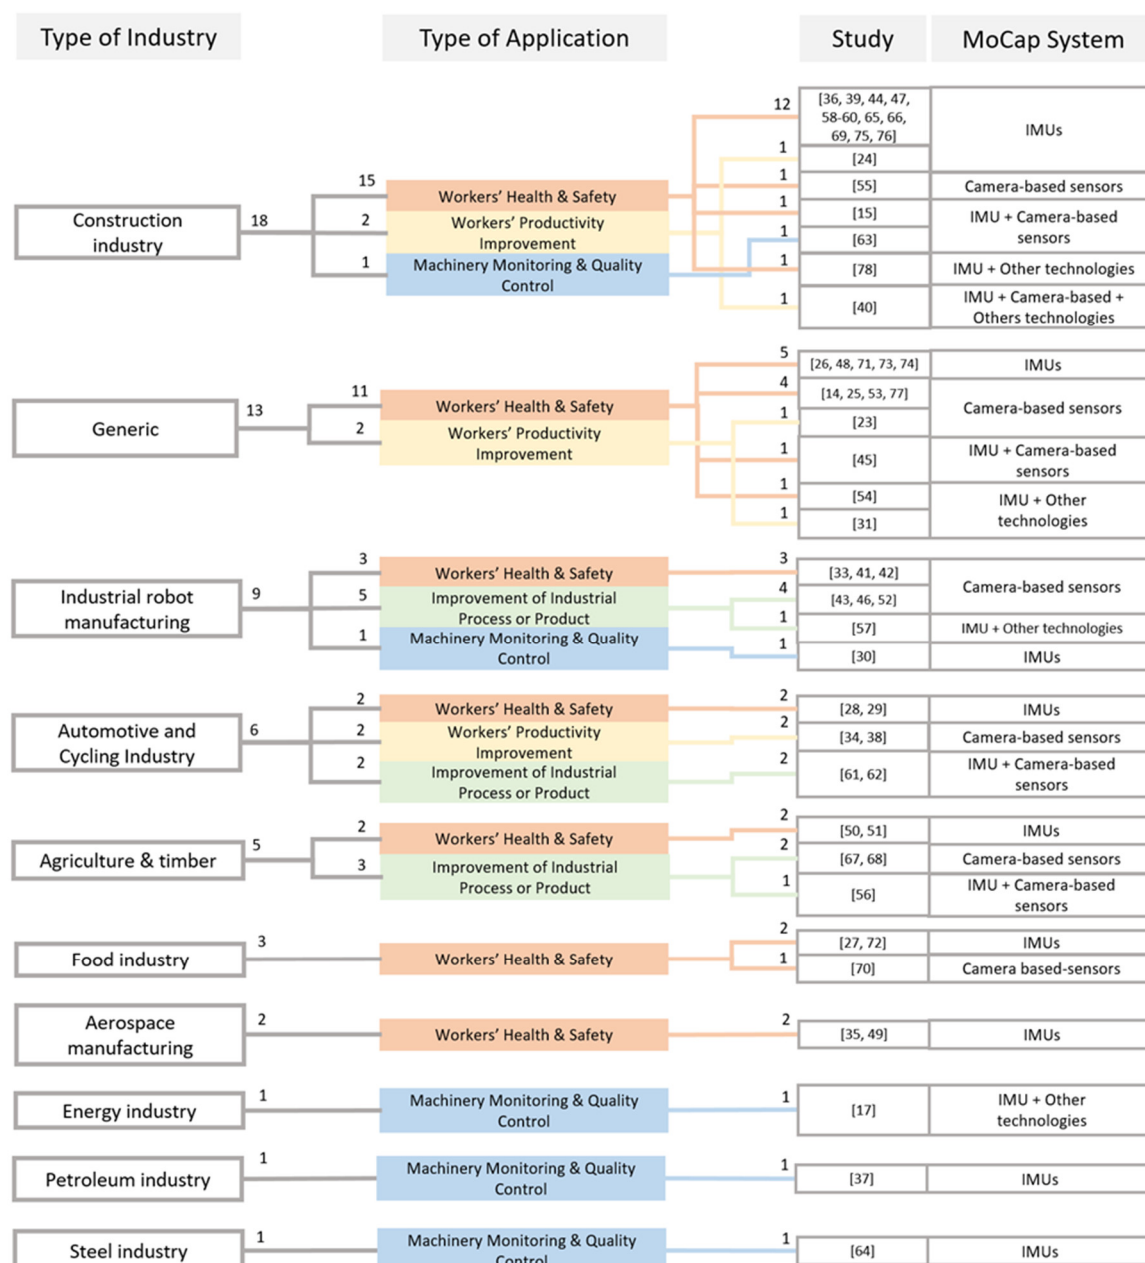 Type of Industry
Type of Application
Study
MoCap System
Construction
industry
18
15
2
1
Workers' Health & Safety
Workers' Productivity
Improvement
Machinery Monitoring & Quality
Control
12
1
1
1
1
1
1
[36, 39, 44, 47,
58-60, 65, 66,
69, 75, 76]
[24]
[55]
[15]
[63]
[78]
[40]
IMUs
Camera-based sensors
IMU + Camera-based
sensors
IMU + Other technologies
IMU + Camera-based +
Others technologies
Generic
13
11
2
Workers' Health & Safety
Workers' Productivity
Improvement
5
4
1
1
1
1
[26, 48, 71, 73, 74]
[14, 25, 53, 77]
[23]
[45]
[54]
[31]
IMUs
Camera-based sensors
IMU + Camera-based
sensors
IMU + Other
technologies
Industrial robot
manufacturing
9
3
5
1
Workers' Health & Safety
Improvement of Industrial
Process or Product
Machinery Monitoring & Quality
Control
3
4
1
1
[33, 41, 42]
[43, 46, 52]
[57]
[30]
Camera-based sensors
IMU + Other technologies
IMUs
Automotive and
Cycling Industry
6
2
2
2
Workers' Health & Safety
Workers' Productivity
Improvement
Improvement of Industrial
Process or Product
2
2
2
[28, 29]
[34, 38]
[61, 62]
IMUs
Camera-based sensors
IMU + Camera-based
sensors
Agriculture & timber
5
2
3
Workers' Health & Safety
Improvement of Industrial
Process or Product
2
2
1
[50, 51]
[67, 68]
[56]
IMUs
Camera-based sensors
IMU + Camera-based
sensors
Food industry
3
Workers' Health & Safety
2
1
[27, 72]
[70]
IMUs
Camera based-sensors
Aerospace
manufacturing
2
Workers' Health & Safety
2
[35, 49]
IMUs
Energy industry
1
Machinery Monitoring & Quality
Control
1
[17]
IMU + Other
technologies
Petroleum industry
1
Machinery Monitoring & Quality
Control
1
[37]
IMUs
Steel industry
1
Machinery Monitoring & Quality
Control
1
[64]
IMUs